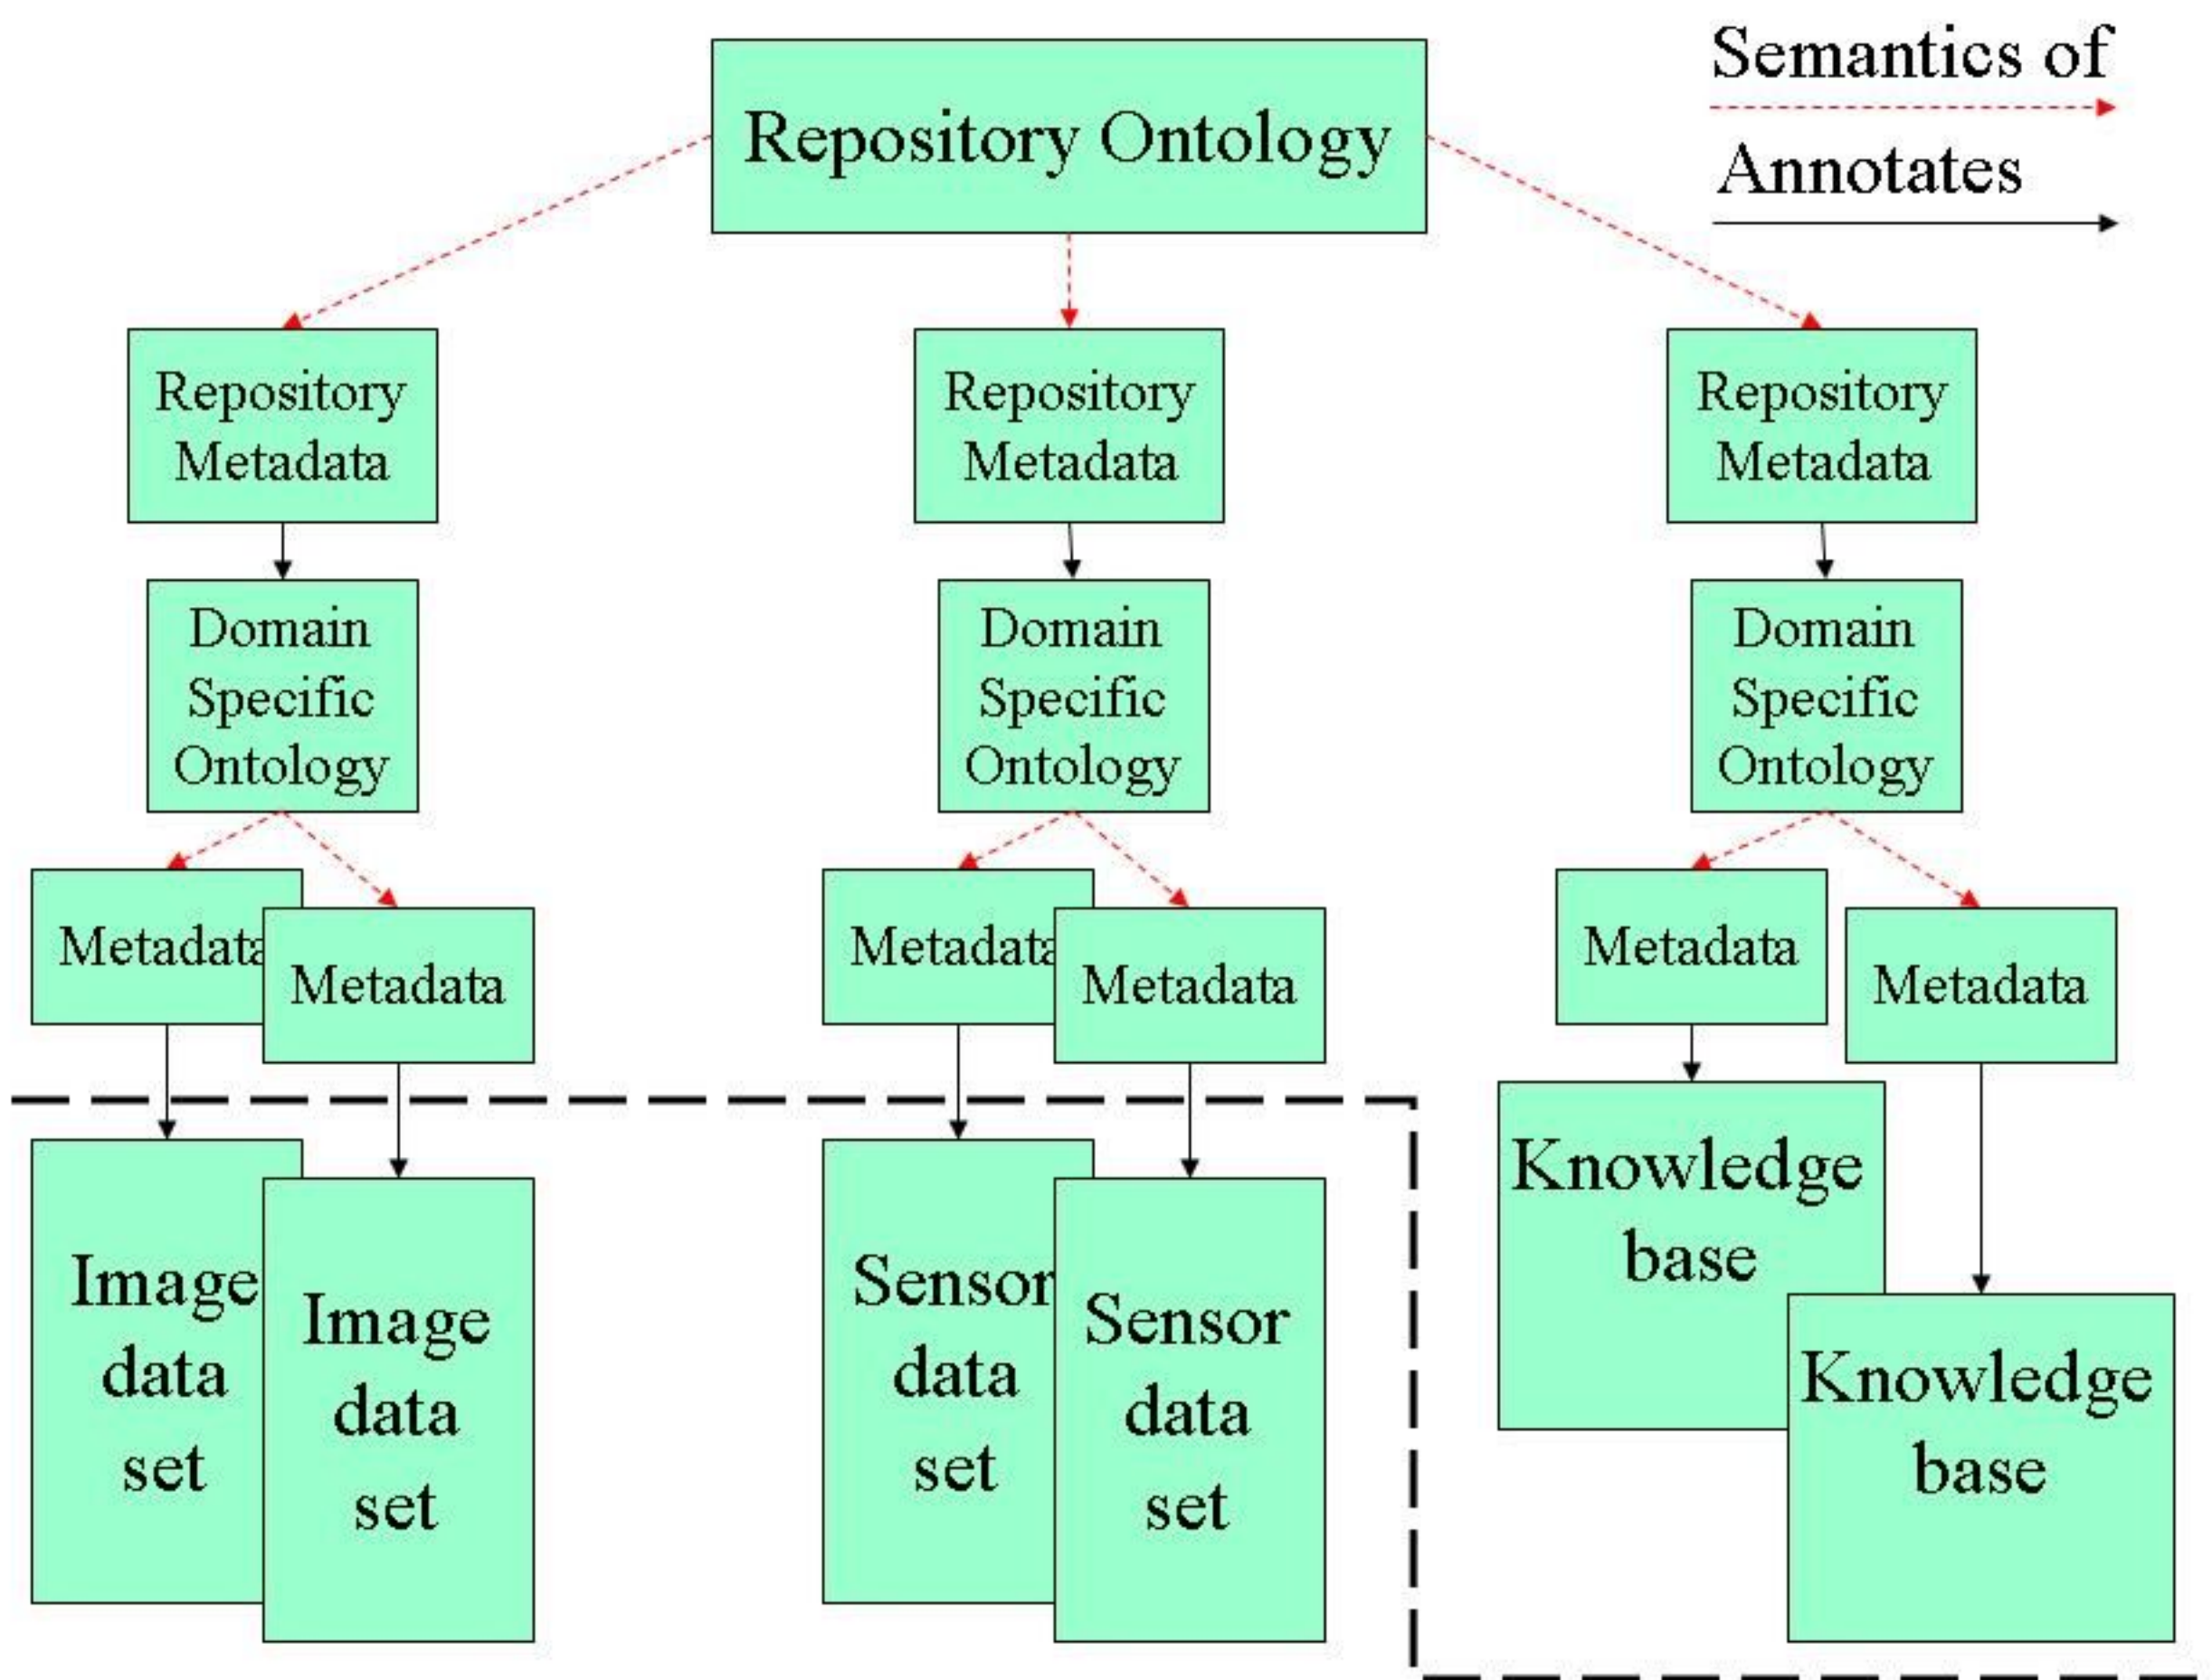 Semantics of
Repository Ontology
Annotates
Repository
Metadata
Repository
Metadata
Repository
Metadata
Domain
Specific
Ontology
Domain
Specific
Ontology
Domain
Specific
Ontology
Metadata
Metadata
Metadata
Metadata
Metadata
Metadata
Image
data
set
Image
data
set
Sensor
data
set
Sensor
data
set
Knowledge
base
Knowledge
base